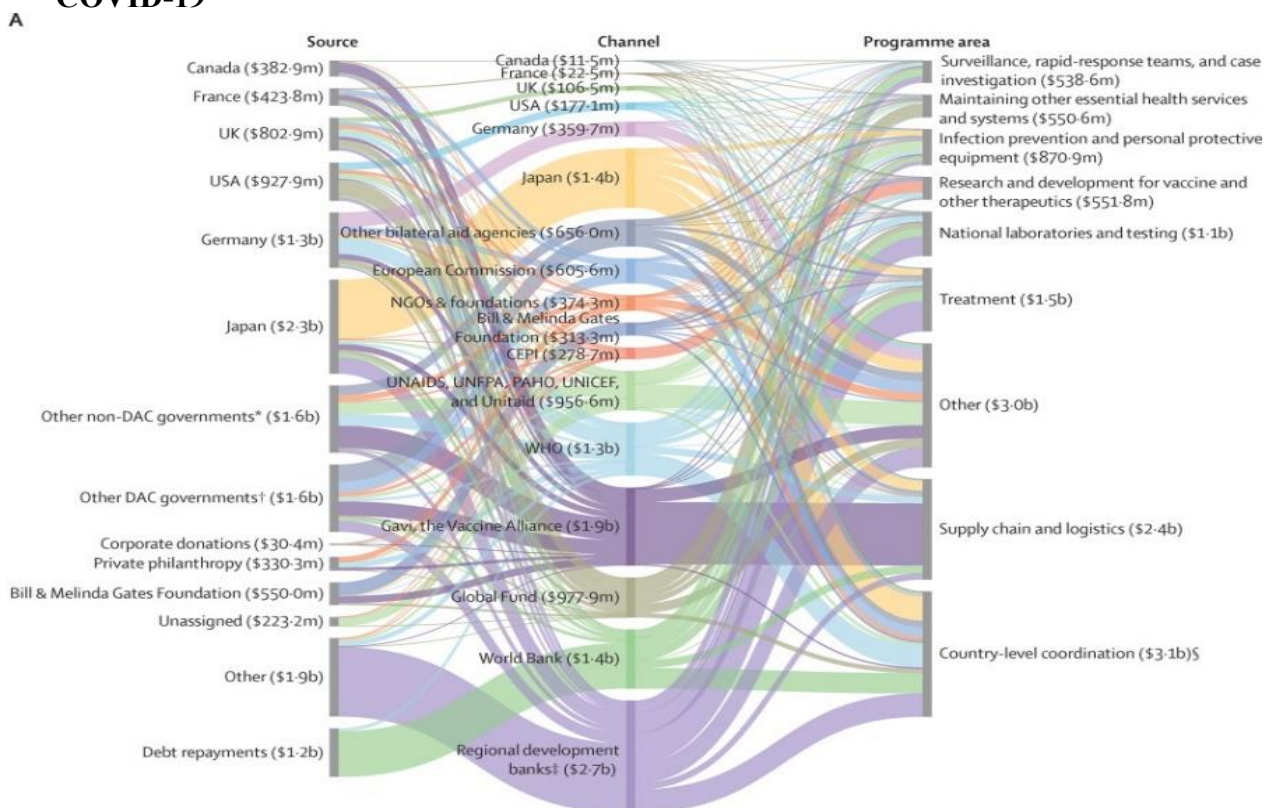 COVID-19
A
Source
Canada ($382·9m)
France ($423·8m)
UK ($802·9m)
USA ($927·9m)
Germany ($1·3b)
Japan ($2·3b)
Other non-DAC governments* ($1·6b)
Other DAC governments† ($1·6b)
Corporate donations ($30·4m)
Private philanthropy ($330·3m)
Bill & Melinda Gates Foundation ($550·0m)
Unassigned ($223·2m)
Other ($1·9b)
Debt repayments ($1·2b)
Channel
Canada ($11·5m)
France ($22·5m)
UK ($106·5m)
USA ($177·1m)
Germany ($359·7m)
Japan ($1·4b)
Other bilateral aid agencies ($656·0m)
European Commission ($605·6m)
NGOs & foundations ($374·3m)
Bill & Melinda Gates
Foundation ($313·3m)
CEPI ($278·7m)
UNAIDS, UNFPA, PAHO, UNICEF,
and Unitaid ($956·6m)
WHO ($1·3b)
Gavi, the Vaccine Alliance ($1·9b)
Global Fund ($977·9m)
World Bank ($1·4b)
Regional development
banks‡ ($2·7b)
Programme area
Surveillance, rapid-response teams, and case
investigation ($538·6m)
Maintaining other essential health services
and systems ($550·6m)
Infection prevention and personal protective
equipment ($870·9m)
Research and development for vaccine and
other therapeutics ($551·8m)
National laboratories and testing ($1·1b)
Treatment ($1·5b)
Other ($3·0b)
Supply chain and logistics ($2·4b)
Country-level coordination ($3·1b)§